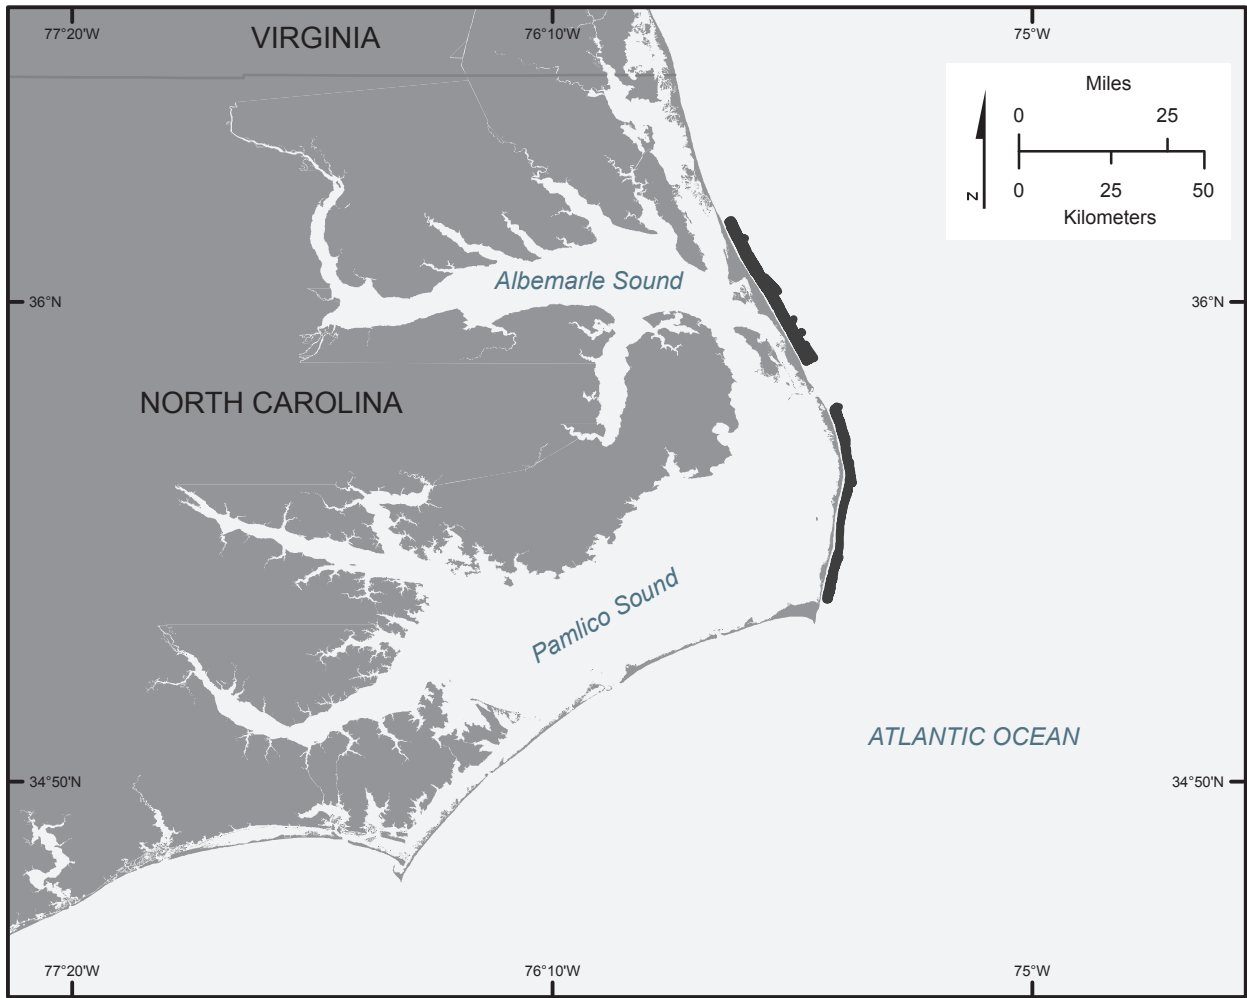 77°20'W 76°10'W 75°W
VIRGINIA
Miles
0 25
0 25 50
Kilometers
N
Albemarle Sound
36°N 36°N
NORTH CAROLINA
Pamlico Sound
ATLANTIC OCEAN
34°50'N 34°50'N
77°20'W 76°10'W 75°W